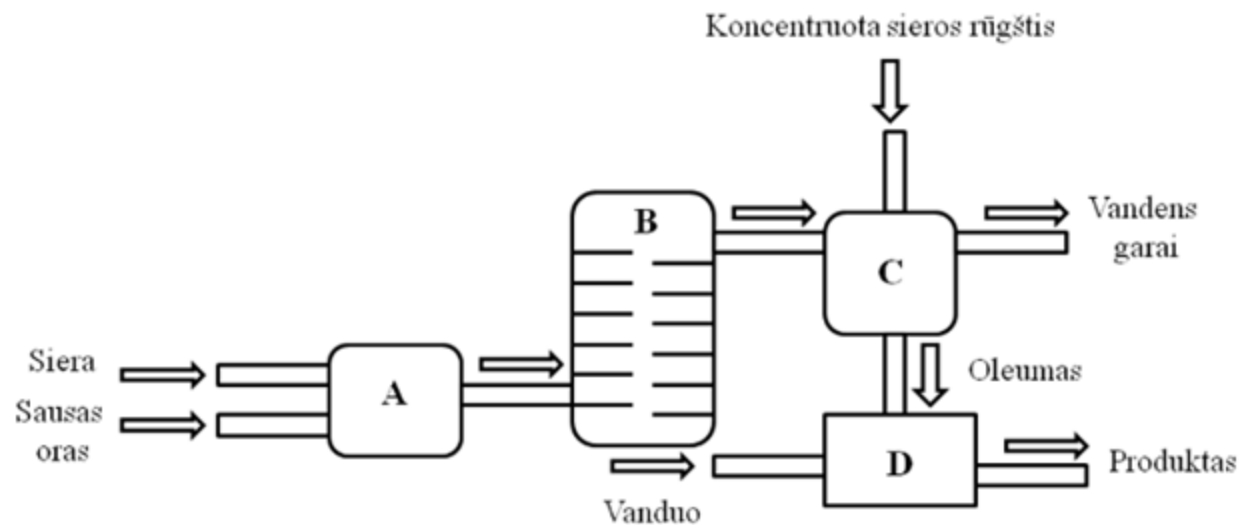 Koncentruota sieros rūgštis
Vandens
garai
B
C
Siera
Sausas
oras
A
Oleumas
D
Produktas
Vanduo